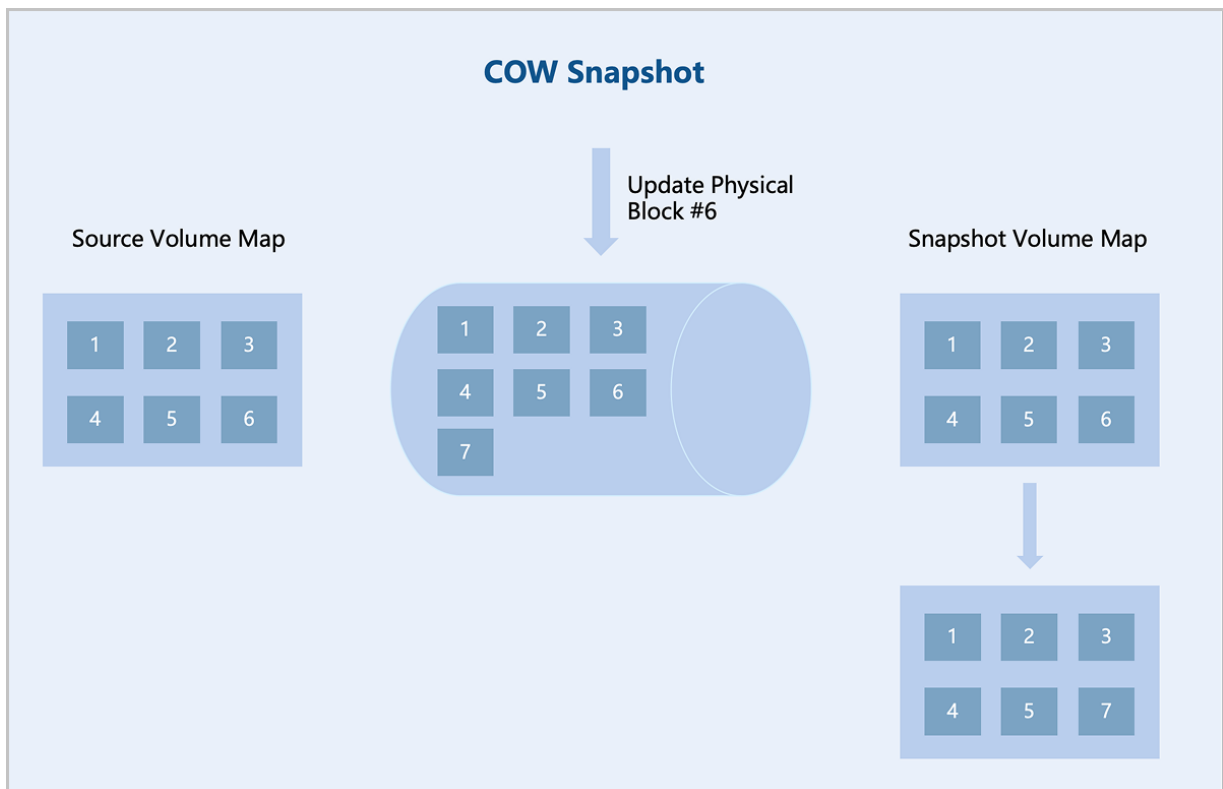 COW Snapshot
Update Physical
Block #6
Source Volume Map
Snapshot Volume Map
1 2 3
4 5 6
1 2 3
4 5 6
7
1 2 3
4 5 6
1 2 3
4 5 7